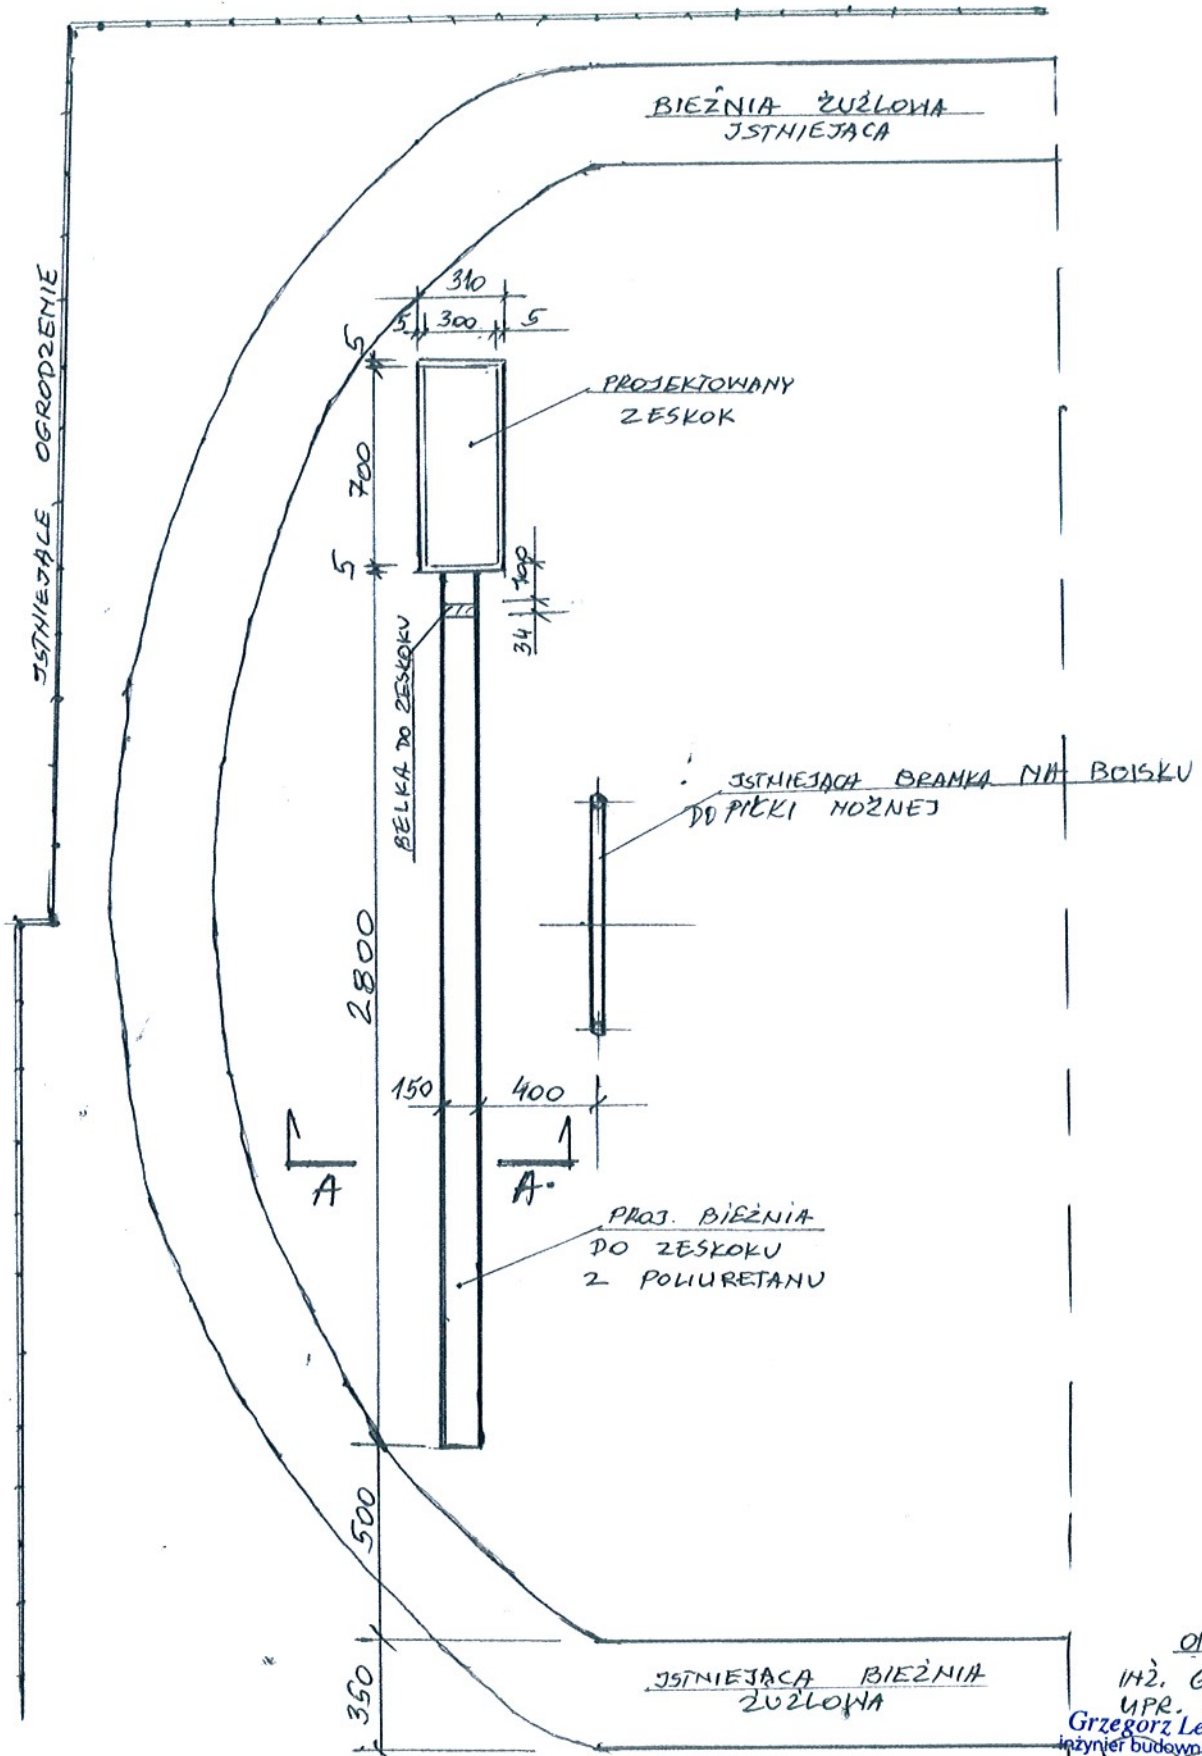 BIEŻNIA ŻUŻLOWA
ISTNIEJĄCA
ISTNIEJĄCE OGRODZENIE
310
5 300 5
5
700
5
PROJEKTOWANY
ZESKOK
100
34
BELKA DO ZESKOKU
ISTNIEJĄCA BRAMKA NA BOISKU
DO PIŁKI NOŻNEJ
2800
150 400
A A
PROJ. BIEŻNIA
DO ZESKOKU
Z POLIURETANU
500
350
ISTNIEJĄCA BIEŻNIA
ŻUŻLOWA
INŻ. G
UPR.
Grzegorz Le
inżynier budown